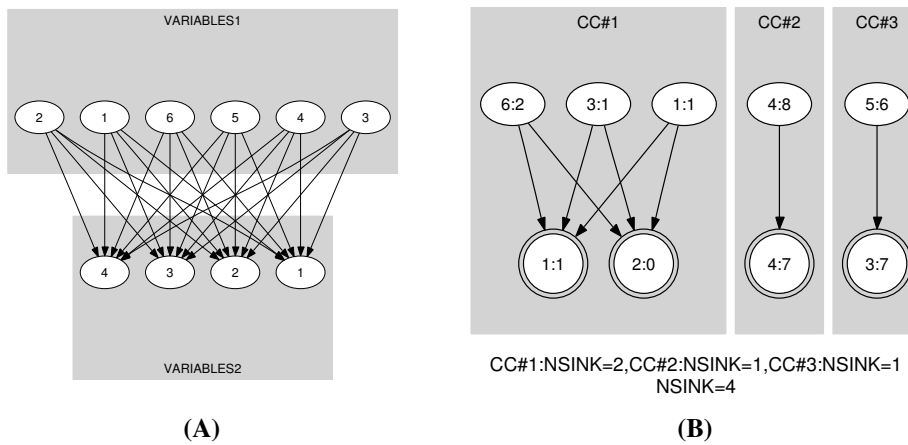 VARIABLES1
2 1 6 5 4 3
4 3 2 1
VARIABLES2
(A)
CC#1 CC#2 CC#3
6:2 3:1 1:1 4:8 5:6
1:1 2:0 4:7 3:7
CC#1:NSINK=2,CC#2:NSINK=1,CC#3:NSINK=1
NSINK=4
(B)